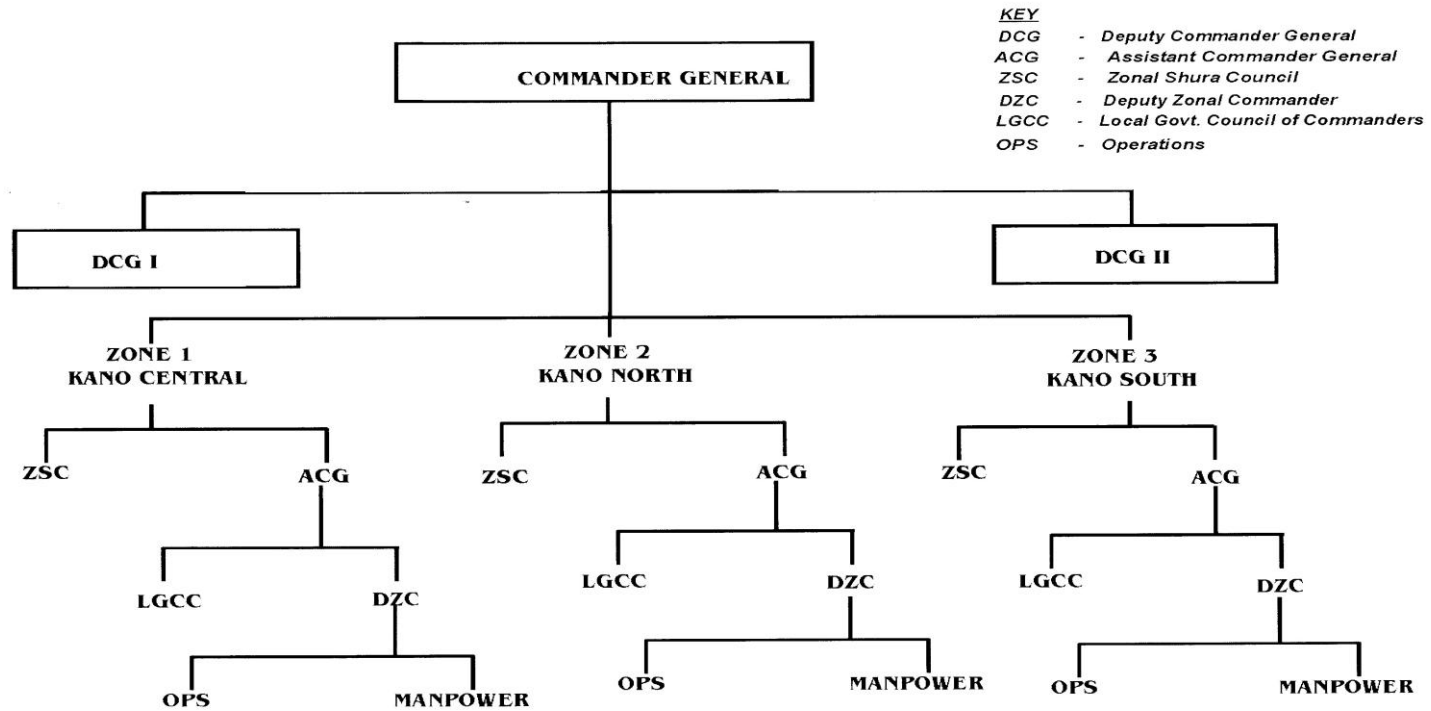 KEY
DCG - Deputy Commander General
ACG - Assistant Commander General
ZSC - Zonal Shura Council
DZC - Deputy Zonal Commander
LGCC - Local Govt. Council of Commanders
OPS - Operations
COMMANDER GENERAL
DCG I
DCG II
ZONE 1
KANO CENTRAL
ZONE 2
KANO NORTH
ZONE 3
KANO SOUTH
ZSC
ACG
ZSC
ACG
ZSC
ACG
LGCC
DZC
LGCC
DZC
LGCC
DZC
OPS
MANPOWER
OPS
MANPOWER
OPS
MANPOWER